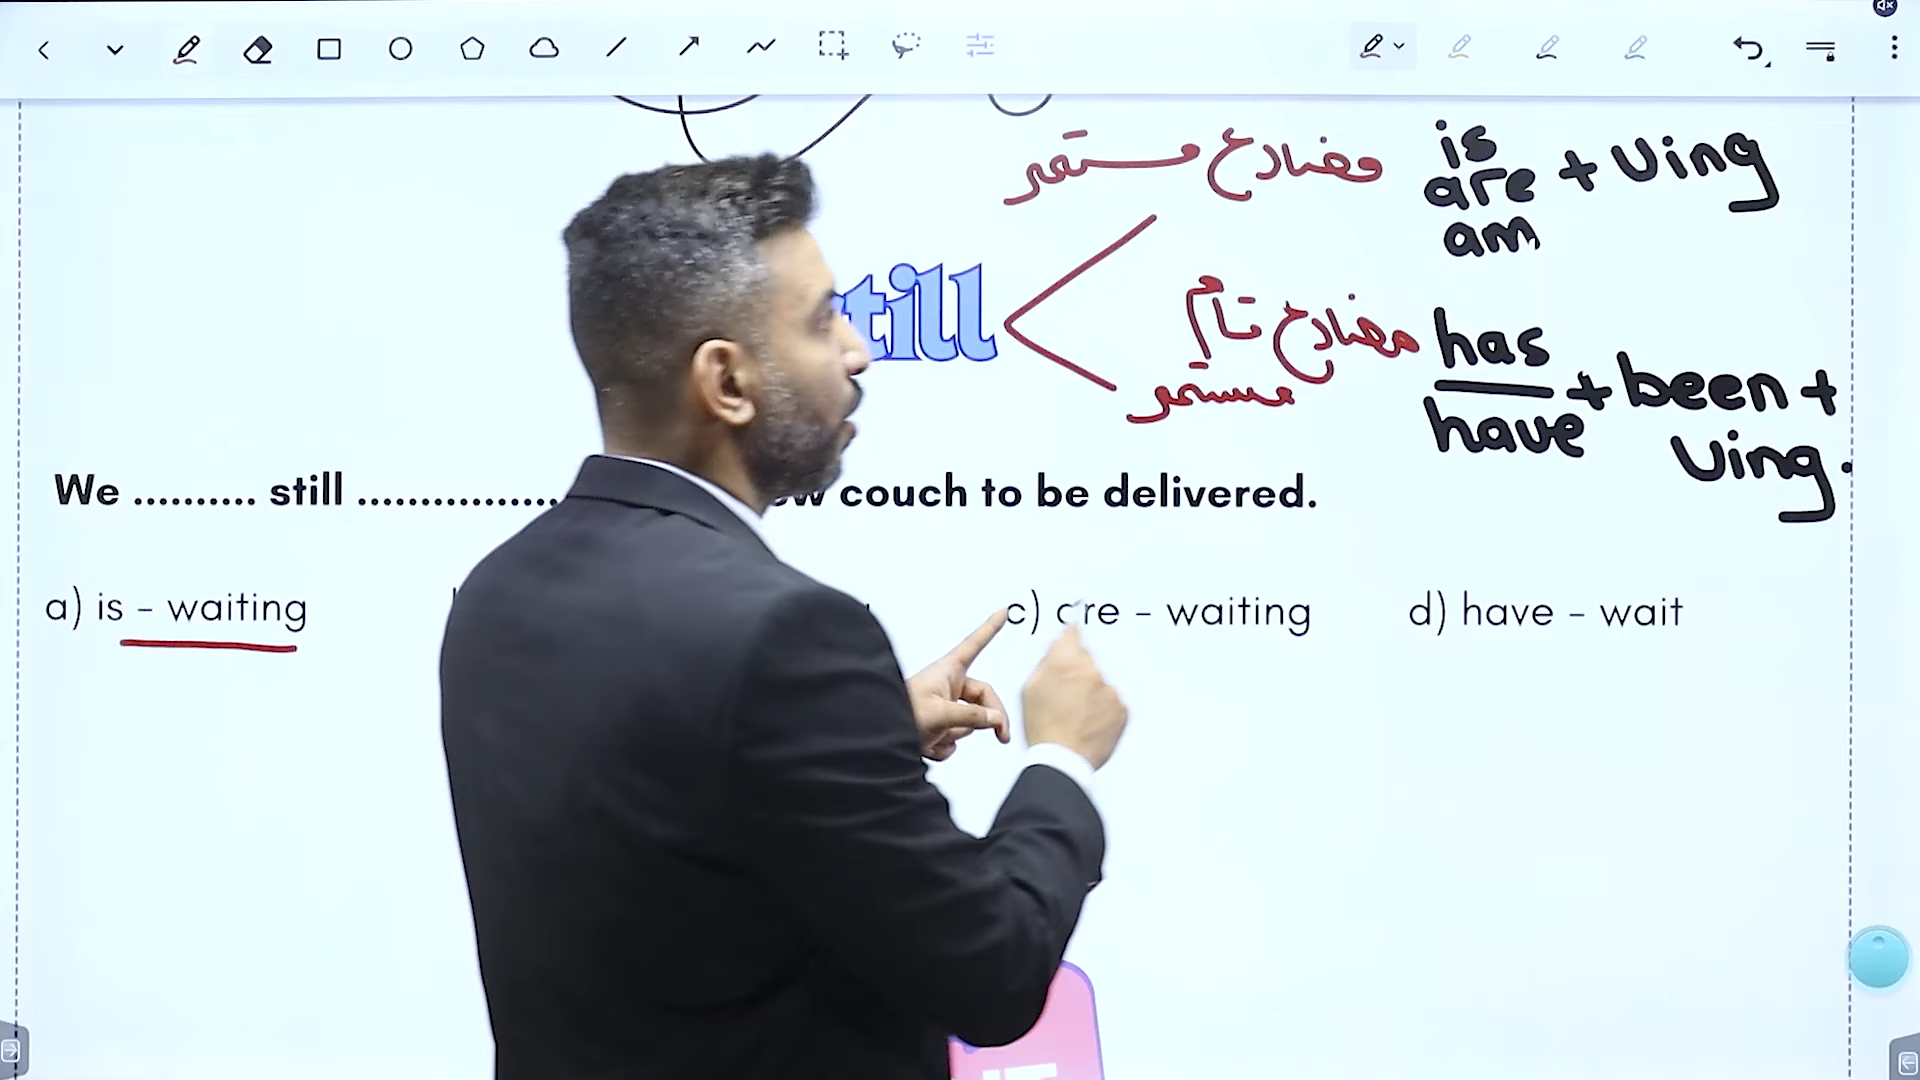 مضارع مستمر
is
are + Ving
am
still
مضارع تام
مستمر
has
have + been +
Ving.
We .......... still ................ couch to be delivered.
a) is - waiting
c) are - waiting
d) have - wait